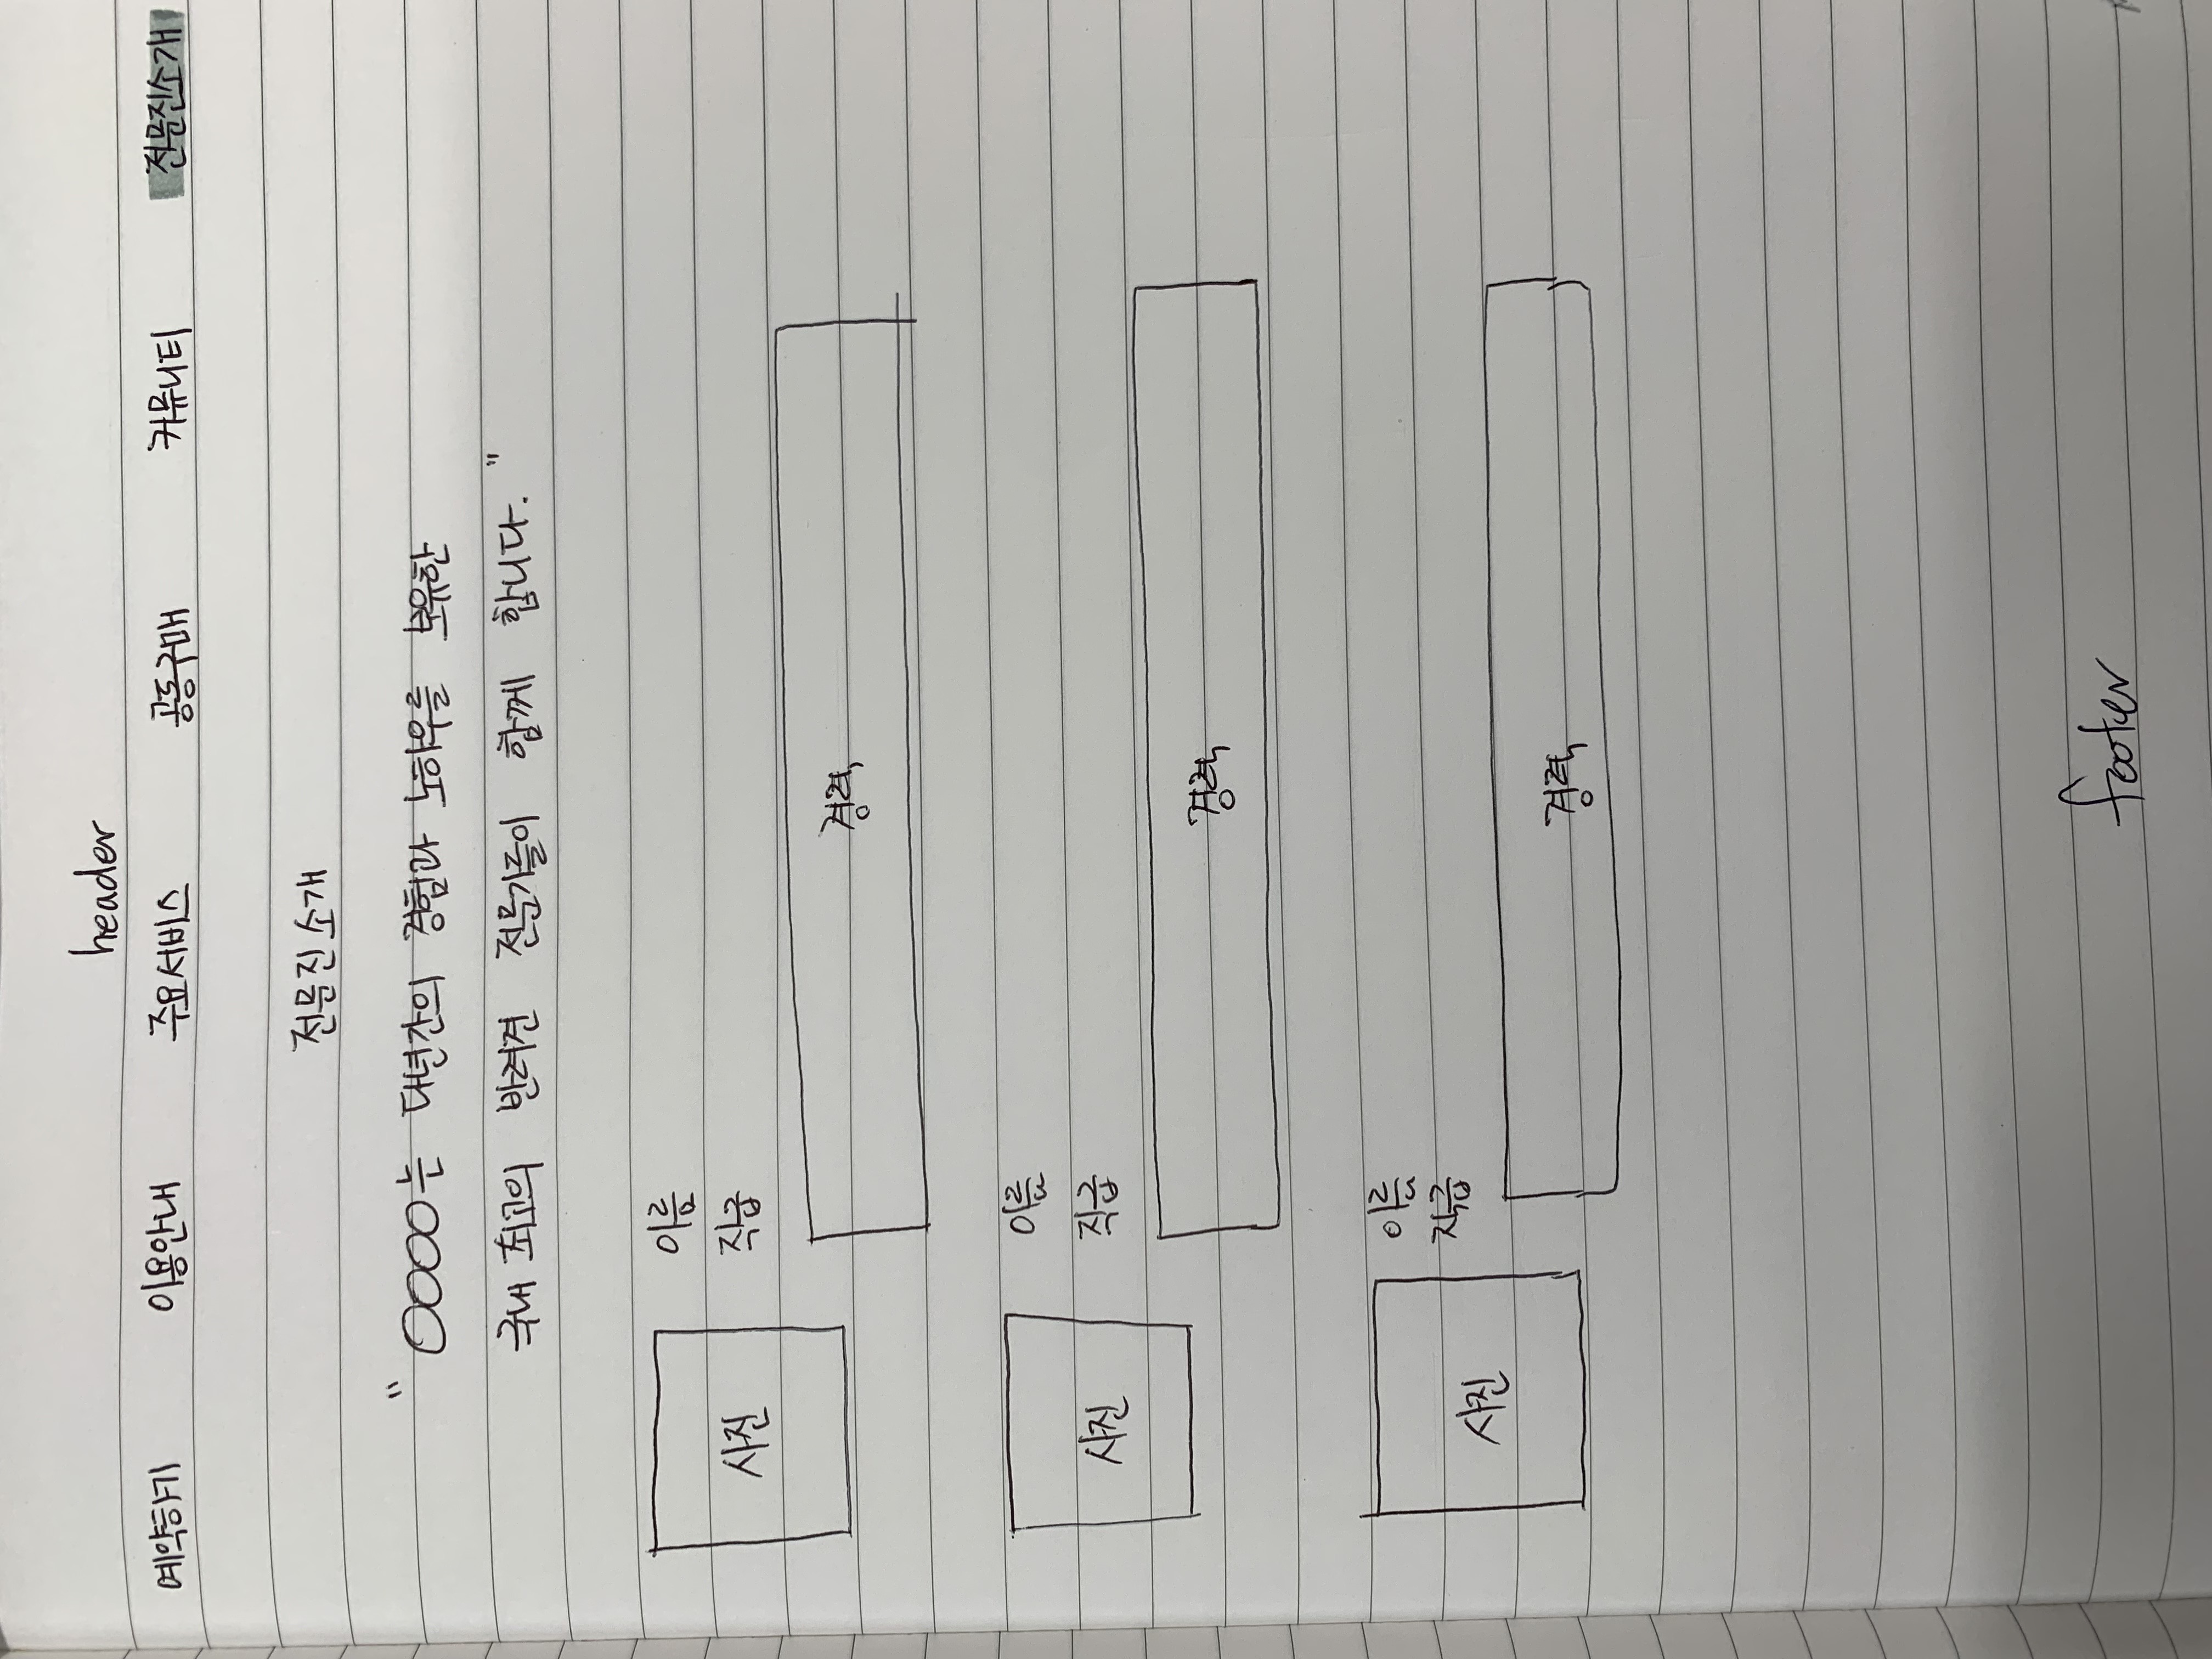 header
예약하기 이용안내 주요서비스 공동구매 커뮤니티 전문진소개
전문진 소개
" OOOO는 다년간의 경험과 노하우를 보유한
국내 최고의 반려견 전문가들이 함께 합니다. "
이름
사진 직급
경력
이름
사진 직급
경력
이름
직급
사진
경력
footer